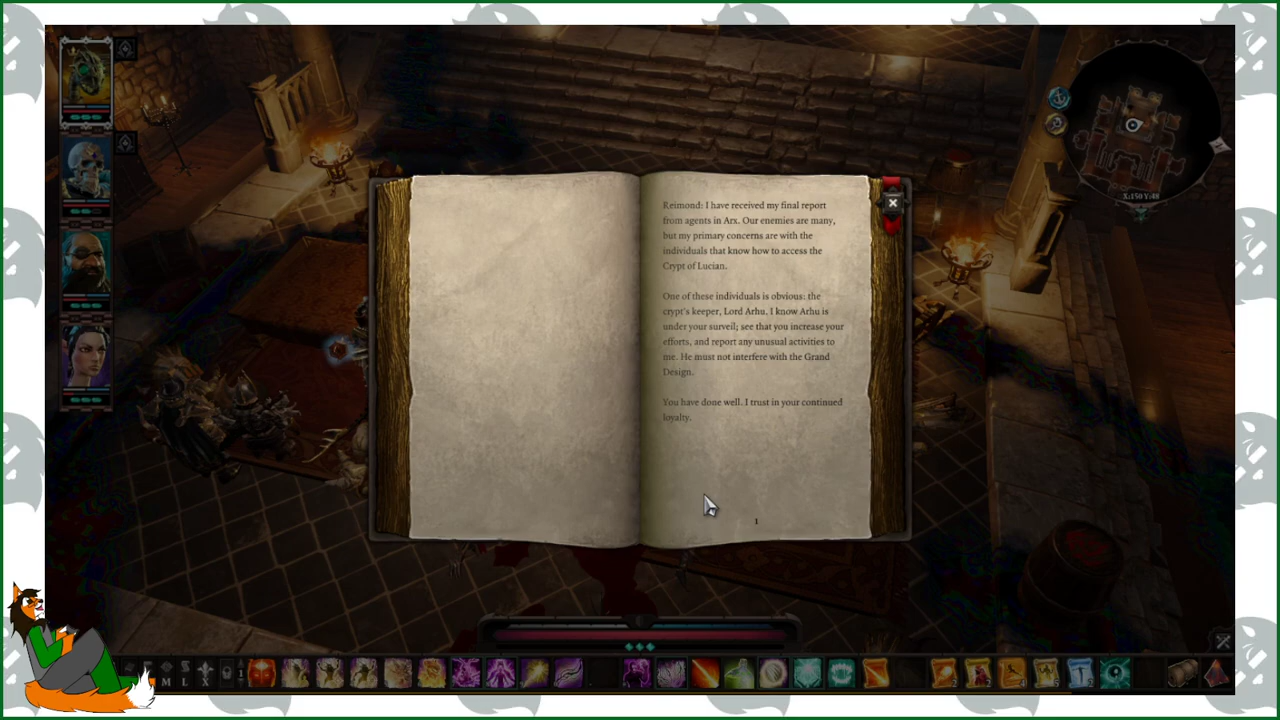 Reimond: I have received my final report
from agents in Arx. Our enemies are many,
but my primary concerns are with the
individuals that know how to access the
Crypt of Lucian.
One of these individuals is obvious: the
crypt's keeper, Lord Arhu. I know Arhu is
under your surveil; see that you increase your
efforts, and report any unusual activities to
me. He must not interfere with the Grand
Design.
You have done well. I trust in your continued
loyalty.
1
X:150 Y:48
M L X 1